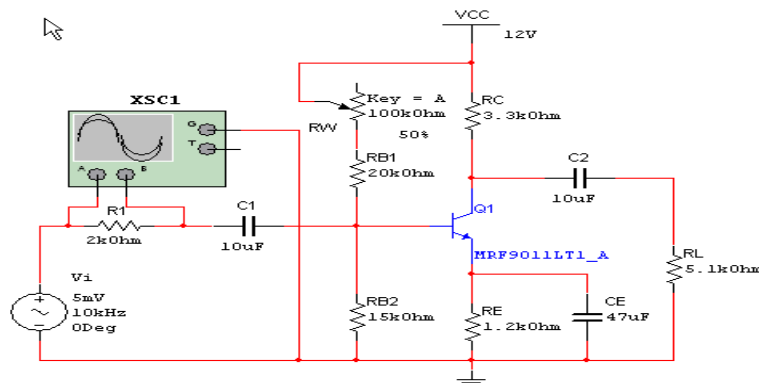 VCC
12V
XSC1
G
T
A
B
Key = A
100kOhm
RW
50%
RC
3.3kOhm
RB1
20kOhm
C2
10uF
R1
2kOhm
C1
10uF
Q1
MRF9011LT1_A
RL
5.1kOhm
Vi
5mV
10kHz
0Deg
RB2
15kOhm
RE
1.2kOhm
CE
47uF